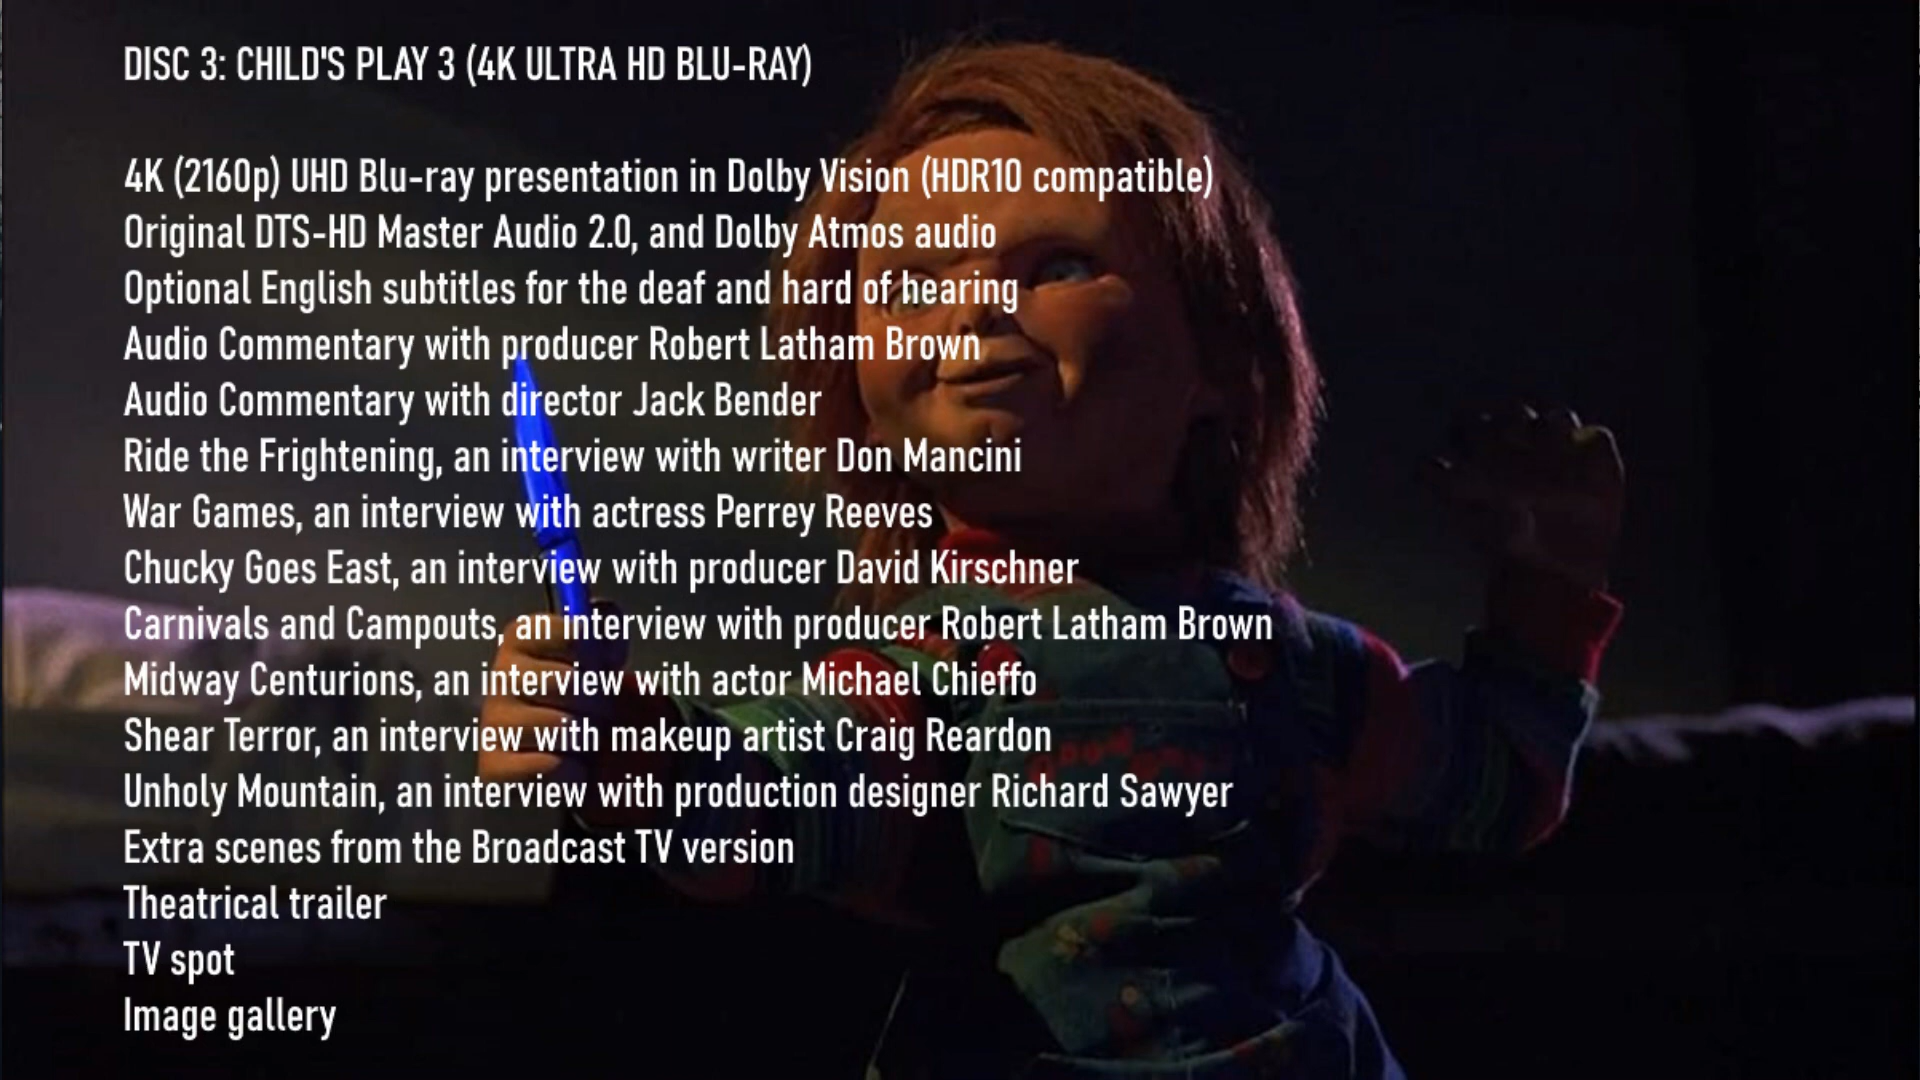 DISC 3: CHILD'S PLAY 3 (4K ULTRA HD BLU-RAY)
4K (2160p) UHD Blu-ray presentation in Dolby Vision (HDR10 compatible)
Original DTS-HD Master Audio 2.0, and Dolby Atmos audio
Optional English subtitles for the deaf and hard of hearing
Audio Commentary with producer Robert Latham Brown
Audio Commentary with director Jack Bender
Ride the Frightening, an interview with writer Don Mancini
War Games, an interview with actress Perrey Reeves
Chucky Goes East, an interview with producer David Kirschner
Carnivals and Campouts, an interview with producer Robert Latham Brown
Midway Centurions, an interview with actor Michael Chieffo
Shear Terror, an interview with makeup artist Craig Reardon
Unholy Mountain, an interview with production designer Richard Sawyer
Extra scenes from the Broadcast TV version
Theatrical trailer
TV spot
Image gallery